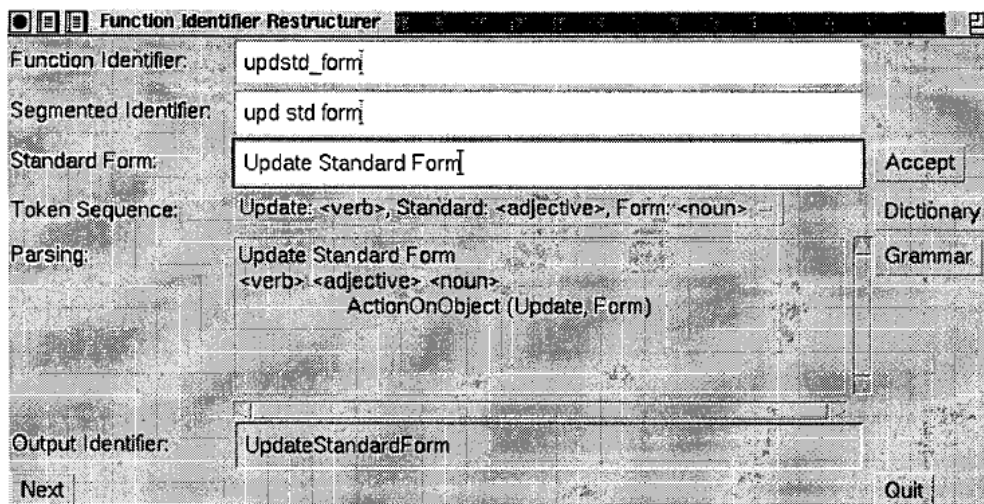 Function Identifier Restructurer
Function Identifier: updstd_form
Segmented Identifier: upd std form
Standard Form: Update Standard Form Accept
Token Sequence: Update: <verb>, Standard: <adjective>, Form: <noun> Dictionary
Parsing: Update Standard Form Grammar
<verb> <adjective> <noun>
ActionOnObject (Update, Form)
Output Identifier: UpdateStandardForm
Next Quit